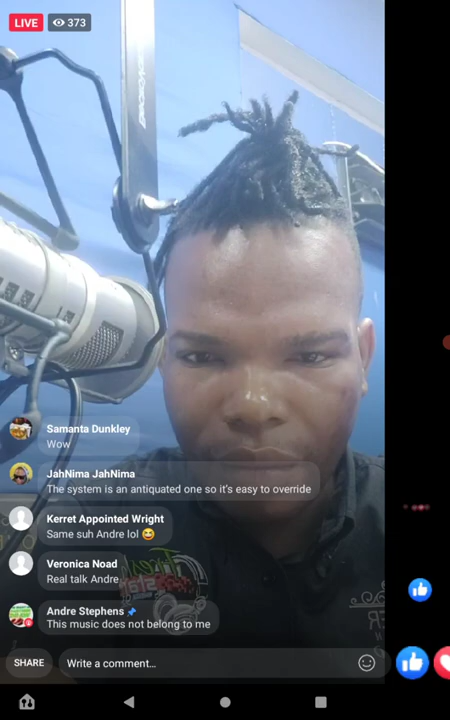 LIVE
373
Samanta Dunkley
Wow
JahNima JahNima
The system is an antiquated one so it's easy to override
Kerret Appointed Wright
Same suh Andre lol 😂
Veronica Noad
Real talk Andre
Andre Stephens
This music does not belong to me
SHARE
Write a comment...